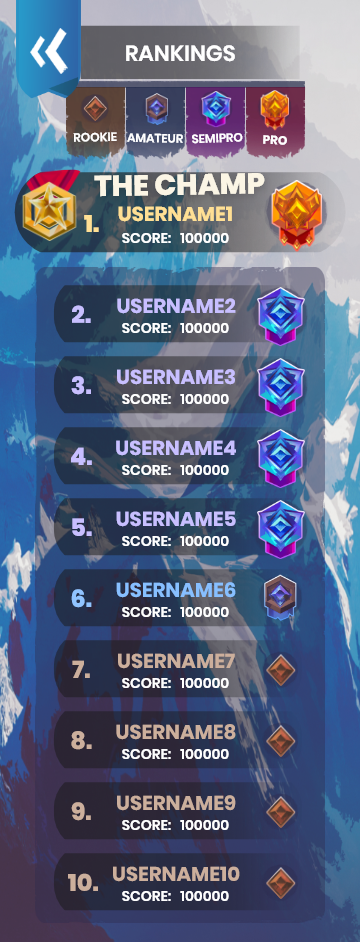 RANKINGS
ROOKIE AMATEUR SEMIPRO PRO
THE CHAMP
1. USERNAME1
SCORE: 100000
2. USERNAME2
SCORE: 100000
3. USERNAME3
SCORE: 100000
4. USERNAME4
SCORE: 100000
5. USERNAME5
SCORE: 100000
6. USERNAME6
SCORE: 100000
7. USERNAME7
SCORE: 100000
8. USERNAME8
SCORE: 100000
9. USERNAME9
SCORE: 100000
10. USERNAME10
SCORE: 100000